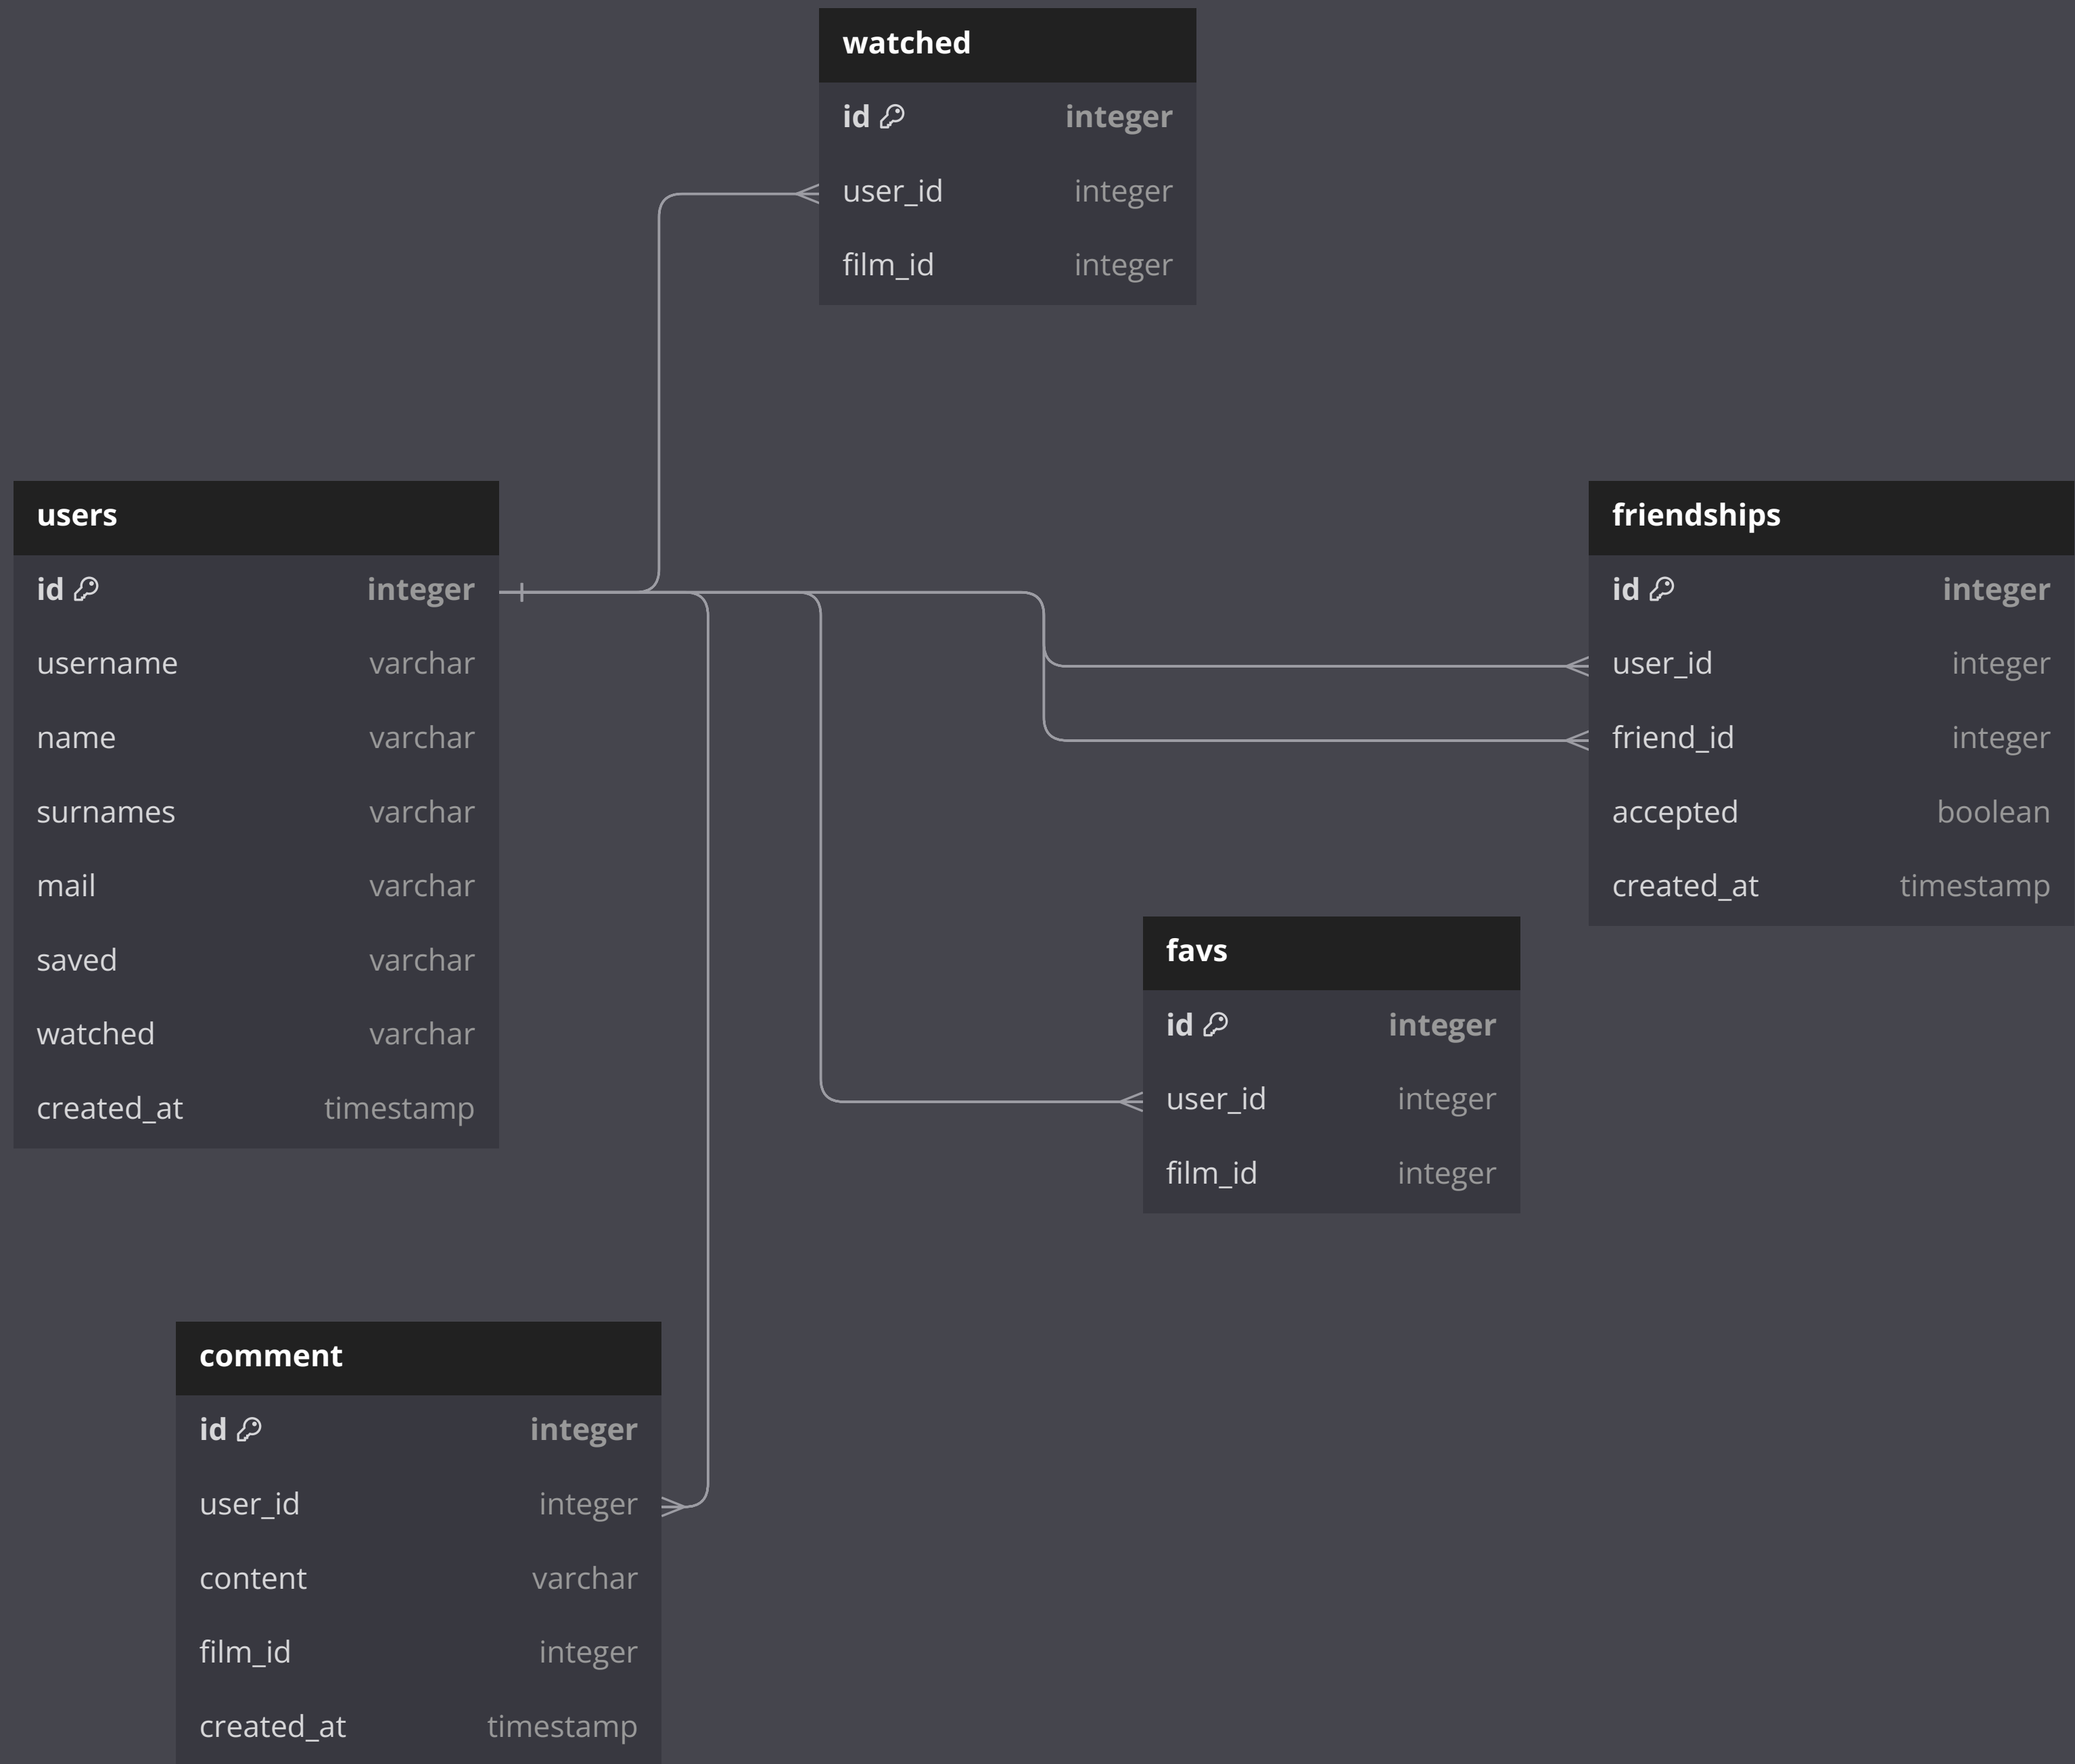 watched
id integer
user_id integer
film_id integer
users
id integer
username varchar
name varchar
surnames varchar
mail varchar
saved varchar
watched varchar
created_at timestamp
friendships
id integer
user_id integer
friend_id integer
accepted boolean
created_at timestamp
favs
id integer
user_id integer
film_id integer
comment
id integer
user_id integer
content varchar
film_id integer
created_at timestamp